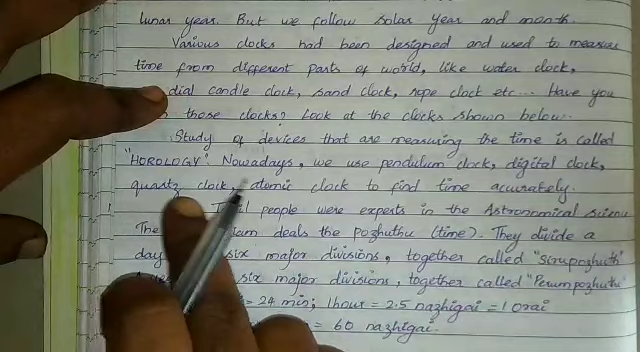 lunar year. But we follow solar year and month.
Various clocks had been designed and used to measure
time from different parts of world, like water clock,
dial candle clock, sand clock, rope clock etc... Have you
those clocks? Look at the clocks shown below.
Study of devices that are measuring the time is called
"HOROLOGY". Nowadays, we use pendulum clock, digital clock,
quartz clock, atomic clock to find time acurately.
people were experts in the Astronomical science
The deals the pozhuthu (time). They divide a
day six major divisions, together called "Sirupozhuthu"
six major divisions, together called "Perumpozhuthu"
= 24 min; 1 hour = 2.5 nazhigai = 1 orai
= 60 nazhigai.